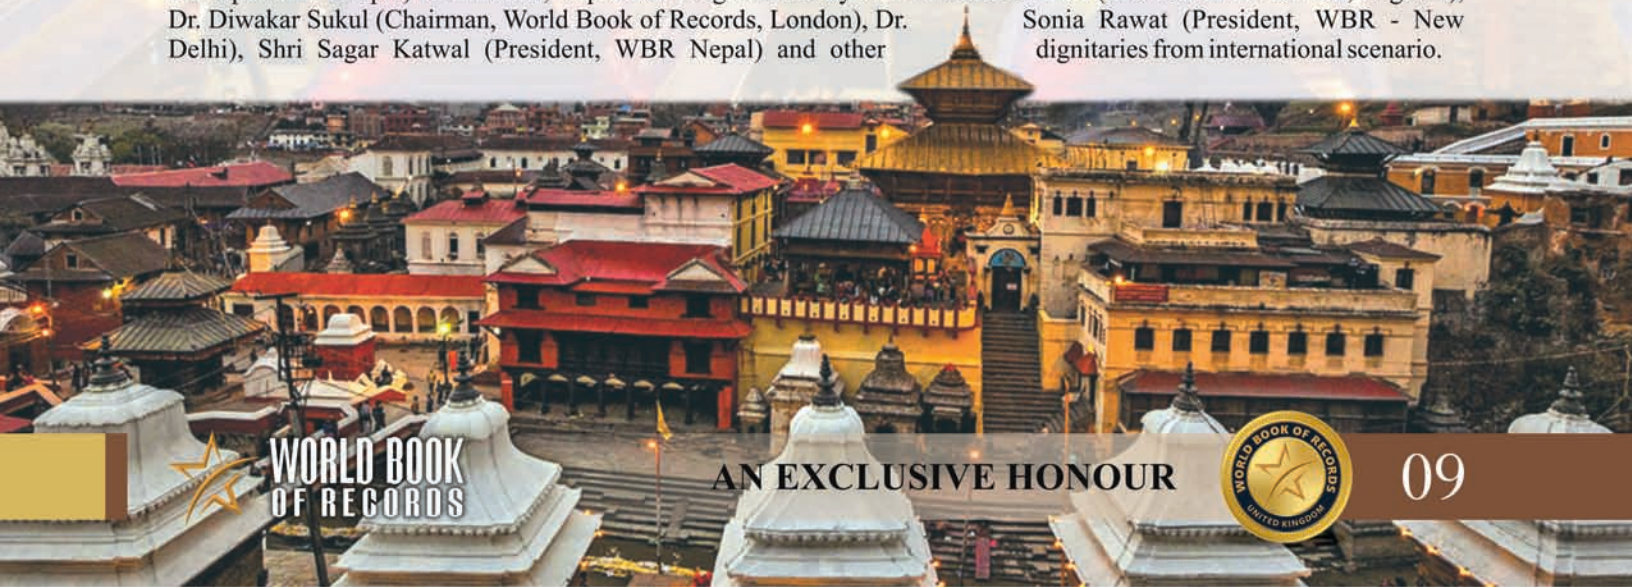 Dr. Diwakar Sukul (Chairman, World Book of Records, London), Dr. Sonia Rawat (President, WBR - New
Delhi), Shri Sagar Katwal (President, WBR Nepal) and other dignitaries from international scenario.
WORLD BOOK
OF RECORDS
AN EXCLUSIVE HONOUR
WORLD BOOK OF RECORDS
UNITED KINGDOM
09